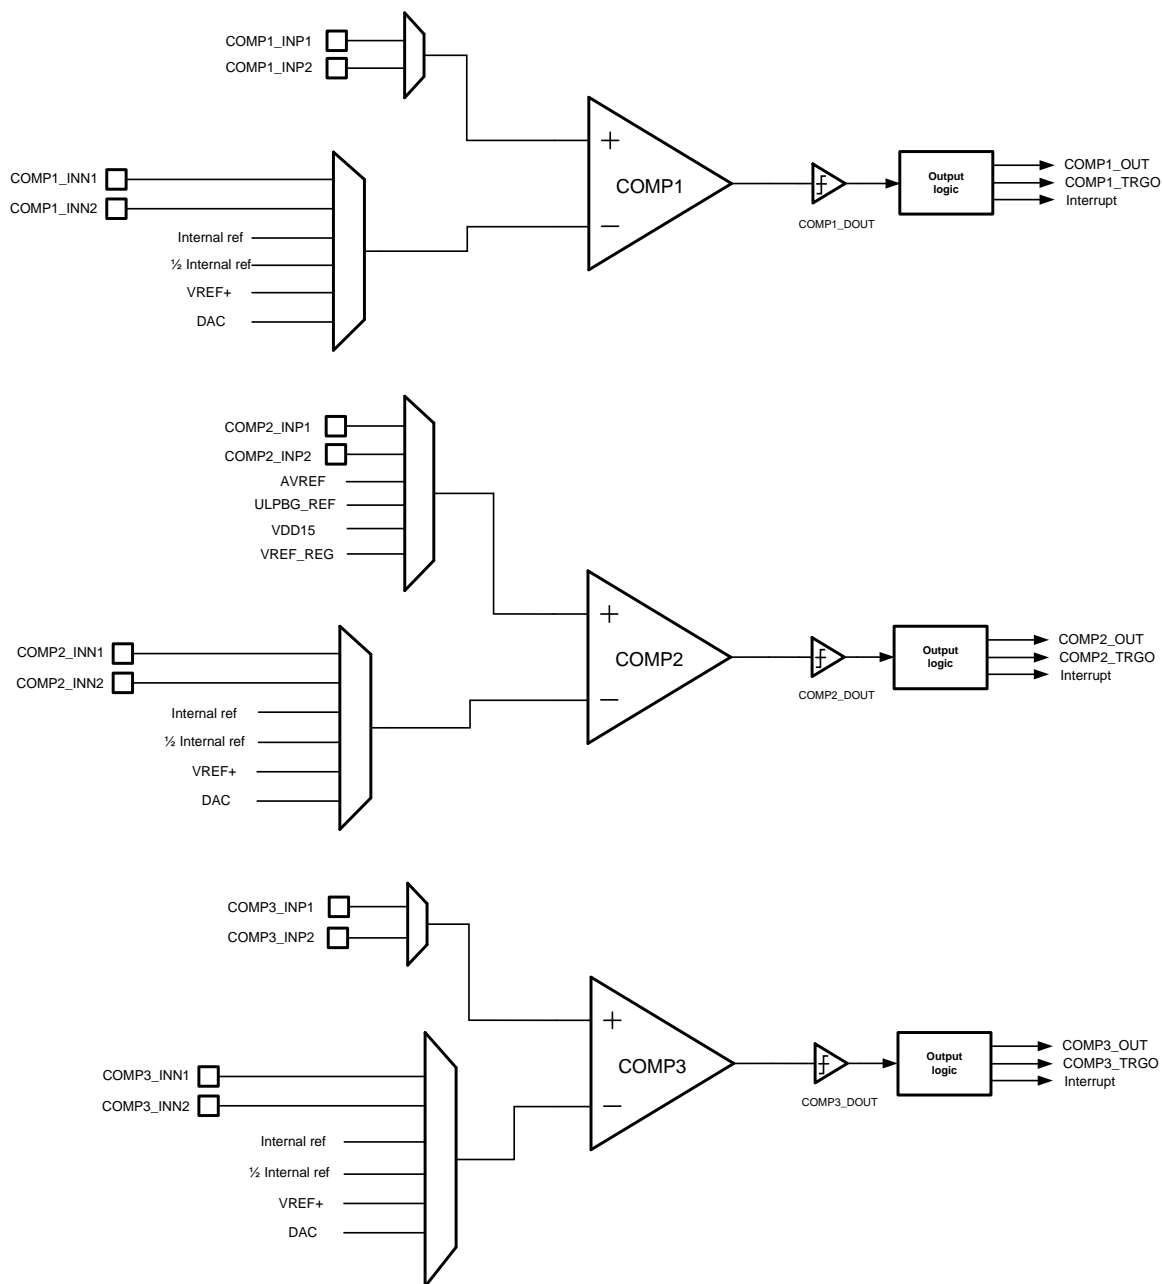 COMP1_INP1
COMP1_INP2
COMP1_INN1
COMP1_INN2
Internal ref
½ Internal ref
VREF+
DAC
+
COMP1
−
COMP1_DOUT
Output
logic
COMP1_OUT
COMP1_TRGO
Interrupt
COMP2_INP1
COMP2_INP2
AVREF
ULPBG_REF
VDD15
VREF_REG
COMP2_INN1
COMP2_INN2
Internal ref
½ Internal ref
VREF+
DAC
+
COMP2
−
COMP2_DOUT
Output
logic
COMP2_OUT
COMP2_TRGO
Interrupt
COMP3_INP1
COMP3_INP2
COMP3_INN1
COMP3_INN2
Internal ref
½ Internal ref
VREF+
DAC
+
COMP3
−
COMP3_DOUT
Output
logic
COMP3_OUT
COMP3_TRGO
Interrupt